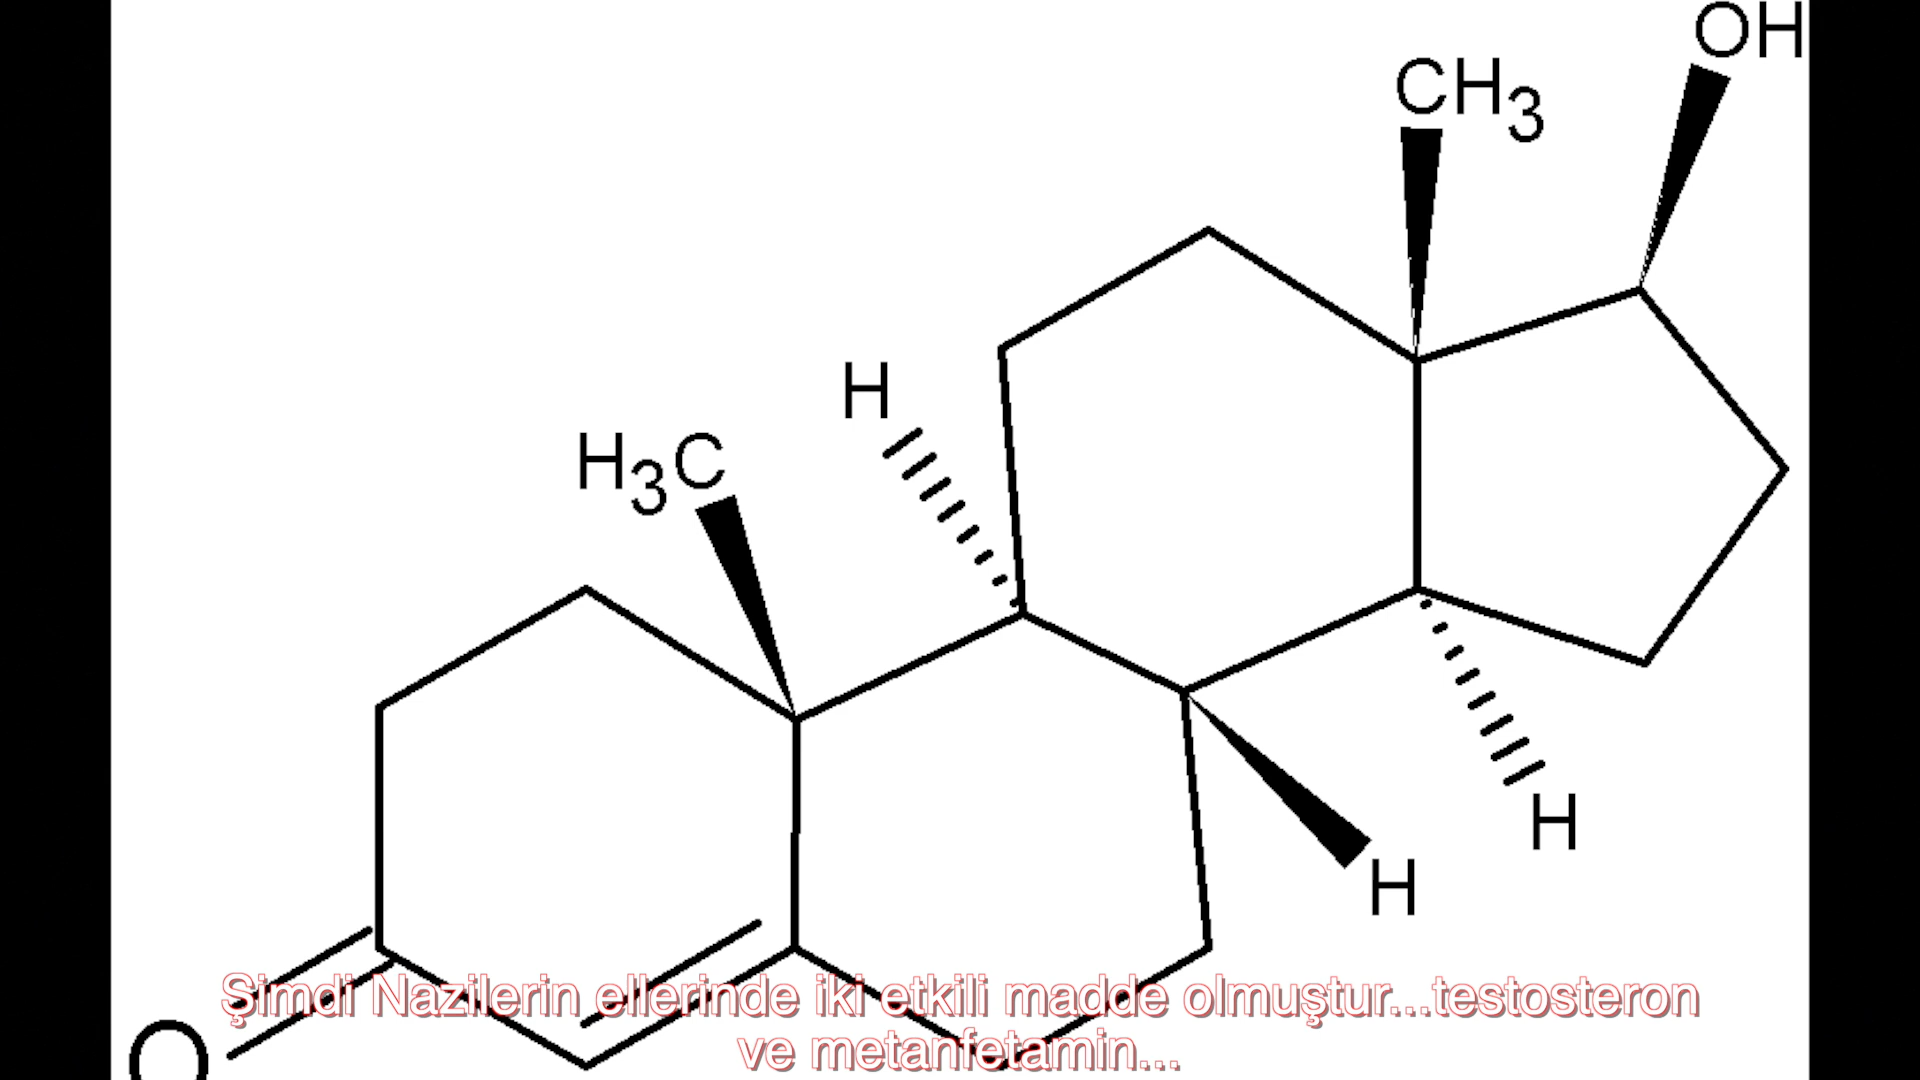 OH
CH3
H
H3C
H
H
O
Şimdi Nazilerin ellerinde iki etkili madde olmuştur...testosteron
ve metanfetamin...